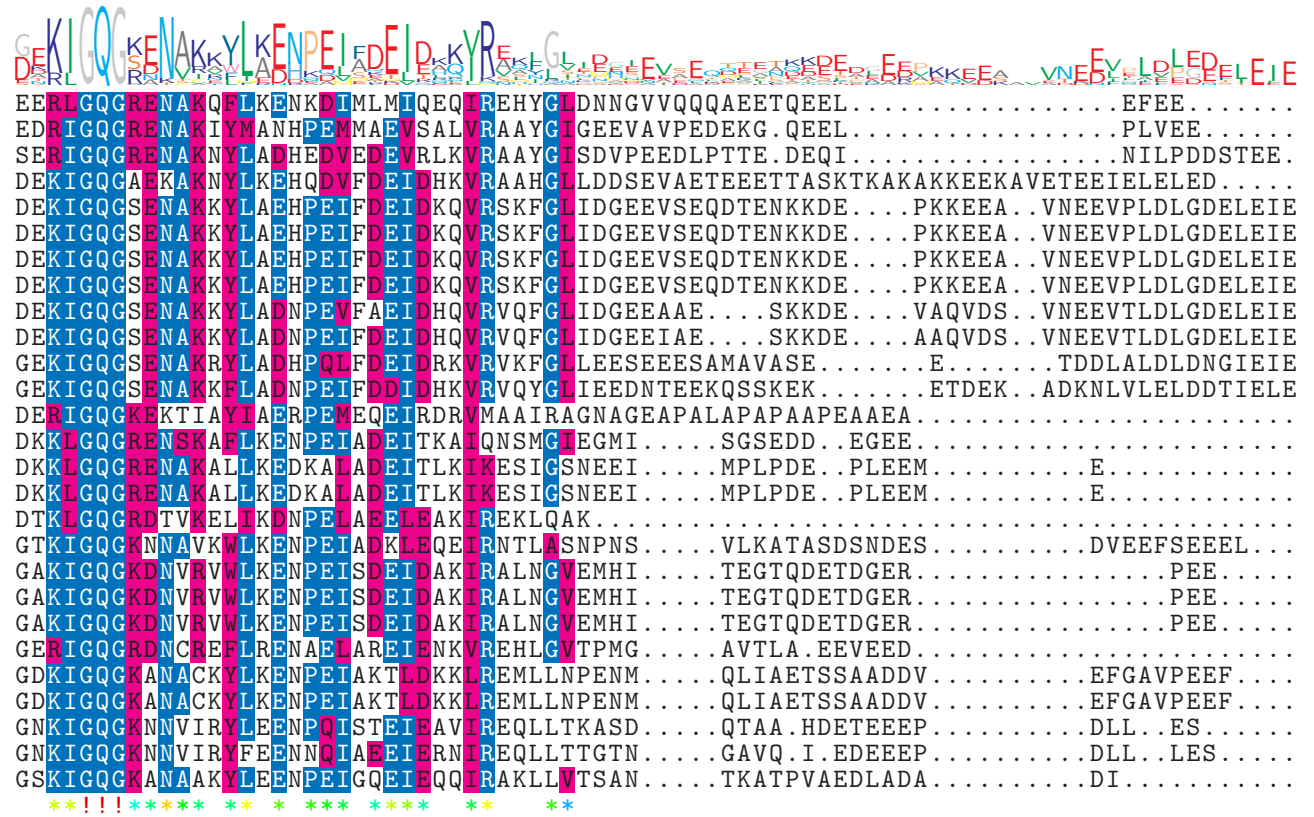 EERLGQGRENAKQFLKENKDIMLMIQEQIREHYGLDNNGVVQQQAEETQEEL.................EFEE.......
EDRIGQGRENAKIYMANHPEMMAEVSALVRAAYGIGEEVAVPEDEKG.QEEL.................PLVEE......
SERIGQGRENAKNYLADHEDVEDEVRLKVRAAYGISDVPEEDLPTTE.DEQI.................NILPDDSTEE.
DEKIGQGAEKAKNYLKEHQDVFDEIDHKVRAAHGLLDDSEVAETEEETTASKTKAKAKKEEKAVETEEIELELED.....
DEKIGQGSENAKKYLAEHPEIFDEIDKQVRSKFGLIDGEEVSEQDTENKKDE....PKKEEA..VNEEVPLDLGDELEIE
DEKIGQGSENAKKYLAEHPEIFDEIDKQVRSKFGLIDGEEVSEQDTENKKDE....PKKEEA..VNEEVPLDLGDELEIE
DEKIGQGSENAKKYLAEHPEIFDEIDKQVRSKFGLIDGEEVSEQDTENKKDE....PKKEEA..VNEEVPLDLGDELEIE
DEKIGQGSENAKKYLAEHPEIFDEIDKQVRSKFGLIDGEEVSEQDTENKKDE....PKKEEA..VNEEVPLDLGDELEIE
DEKIGQGSENAKKYLADNPEVFAEIDHQVRVQFGLIDGEEAAE....SKKDE....VAQVDS..VNEEVTLDLGDELEIE
DEKIGQGSENAKKYLADNPEIFDEIDHQVRVQFGLIDGEEIAE....SKKDE....AAQVDS..VNEEVTLDLGDELEIE
GEKIGQGSENAKRYLADHPQLFDEIDRKVRVKFGLLEESEEESAMAVASE.......E.......TDDLALDLDNGIEIE
GEKIGQGSENAKKFLADNPEIFDDIDHKVRVQYGLIEEDNTEEKQSSKEK.......ETDEK..ADKNLVLELDDTIELE
DERIGQGKEKTIAYIAERPEMEQEIRDRVMAAIRAGNAGEAPALAPAPAAPEAAEA........................
DKKLGQGRENSKAFLKENPEIADEITKAIQNSMGIEGMI.....SGSEDD..EGEE........................
DKKLGQGRENAKALLKEDKALADEITLKIKESIGSNEEI.....MPLPDE..PLEEM..........E............
DKKLGQGRENAKALLKEDKALADEITLKIKESIGSNEEI.....MPLPDE..PLEEM..........E............
DTKLGQGRDTVKELIKDNPELAEELEAKIREKLQAK............................................
GTKIGQGKNNAVKWLKENPEIADKLEQEIRNTLASNPNS.....VLKATASDSNDES..........DVEEFSEEEL...
GAKIGQGKDNVRVWLKENPEISDEIDAKIRALNGVEMHI.....TEGTQDETDGER................PEE.....
GAKIGQGKDNVRVWLKENPEISDEIDAKIRALNGVEMHI.....TEGTQDETDGER................PEE.....
GAKIGQGKDNVRVWLKENPEISDEIDAKIRALNGVEMHI.....TEGTQDETDGER................PEE.....
GERIGQGRDNCREFLRENAELAREIENKVREHLGVTPMG.....AVTLA.EEVEED........................
GDKIGQGKANACKYLKENPEIAKTLDKKLREMLLNPENM.....QLIAETSSAADDV..........EFGAVPEEF....
GDKIGQGKANACKYLKENPEIAKTLDKKLREMLLNPENM.....QLIAETSSAADDV..........EFGAVPEEF....
GNKIGQGKNNVIRYLEENPQISTEIEAVIREQLLTKASD.....QTAA.HDETEEEP..........DLL..ES......
GNKIGQGKNNVIRYFEENNQIAEEIERNIREQLLTTGTN.....GAVQ.I.EDEEEP..........DLL..LES.....
GSKIGQGKANAAKYLEENPEIGQEIEQQIRAKLLVTSAN.....TKATPVAEDLADA..........DI...........
**!!!***** ** * *** **** ** **